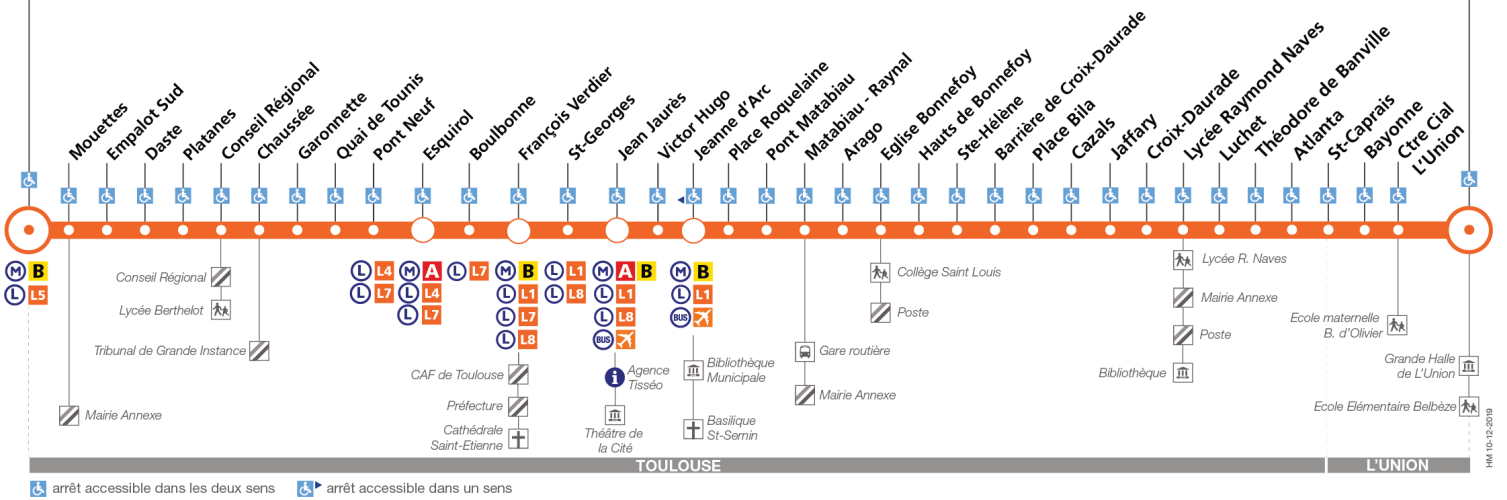 Mouettes
Empalot Sud
Daste
Platanes
Conseil Régional
Chaussée
Garonnette
Quai de Tounis
Pont Neuf
Esquirol
Boulbonne
François Verdier
St-Georges
Jean Jaurès
Victor Hugo
Jeanne d'Arc
Place Roquelaine
Pont Matabiau
Matabiau - Raynal
Arago
Eglise Bonnefoy
Hauts de Bonnefoy
Ste-Hélène
Barrière de Croix-Daurade
Place Bila
Cazals
Jaffary
Croix-Daurade
Lycée Raymond Naves
Luchet
Théodore de Banville
Atlanta
St-Caprais
Bayonne
Ctre Cial
L'Union
M B
L L5
Mairie Annexe
Conseil Régional
Lycée Berthelot
Tribunal de Grande Instance
L L4
L L7
M A
L L4
L L7
L L7
M B
L L1
L L7
L L8
CAF de Toulouse
Préfecture
Cathédrale
Saint-Etienne
L L1
L L8
M A B
L L1
L L8
BUS
i Agence
Tisséo
Théâtre de
la Cité
M B
L L1
BUS
Bibliothèque
Municipale
Basilique
St-Sernin
Gare routière
Mairie Annexe
Collège Saint Louis
Poste
Lycée R. Naves
Mairie Annexe
Poste
Bibliothèque
Ecole maternelle
B. d'Olivier
Grande Halle
de L'Union
Ecole Elémentaire Belbèze
HM 10-12-2019
TOULOUSE
L'UNION
arrêt accessible dans les deux sens
arrêt accessible dans un sens